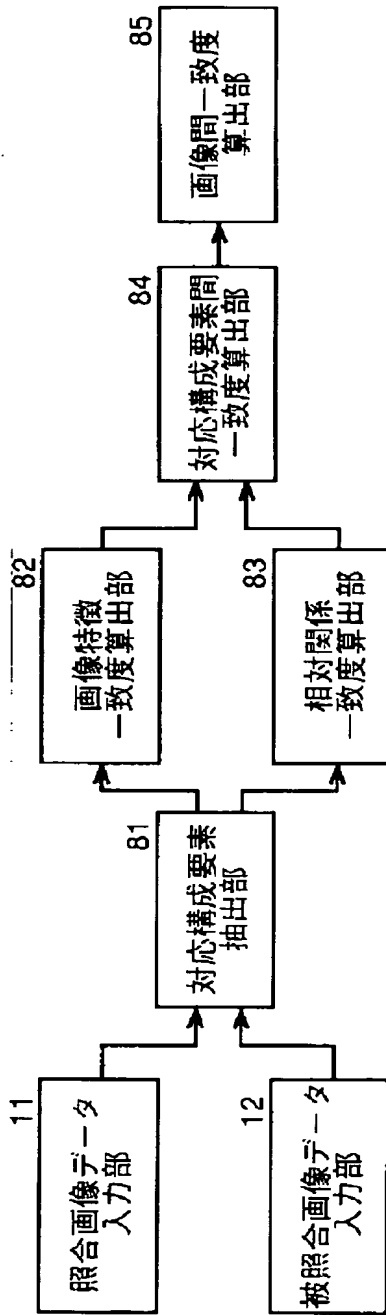 11
照合画像データ
入力部
12
被照合画像データ
入力部
81
対応構成要素
抽出部
82
画像特徴
一致度算出部
83
相対関係
一致度算出部
84
対応構成要素間
一致度算出部
85
画像間一致度
算出部